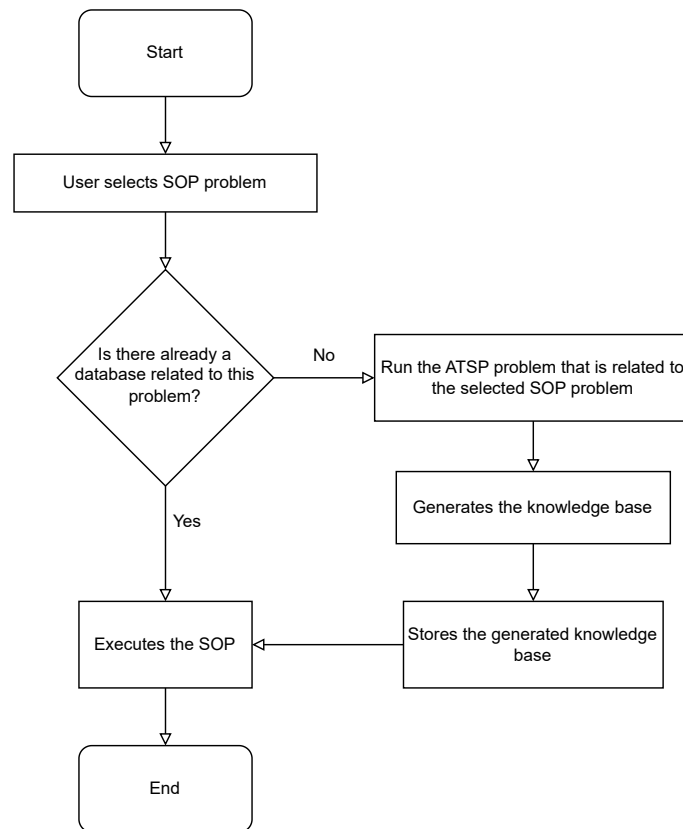 Start
User selects SOP problem
Is there already a
database related to this
problem?
No
Run the ATSP problem that is related to
the selected SOP problem
Generates the knowledge base
Yes
Executes the SOP
Stores the generated knowledge
base
End